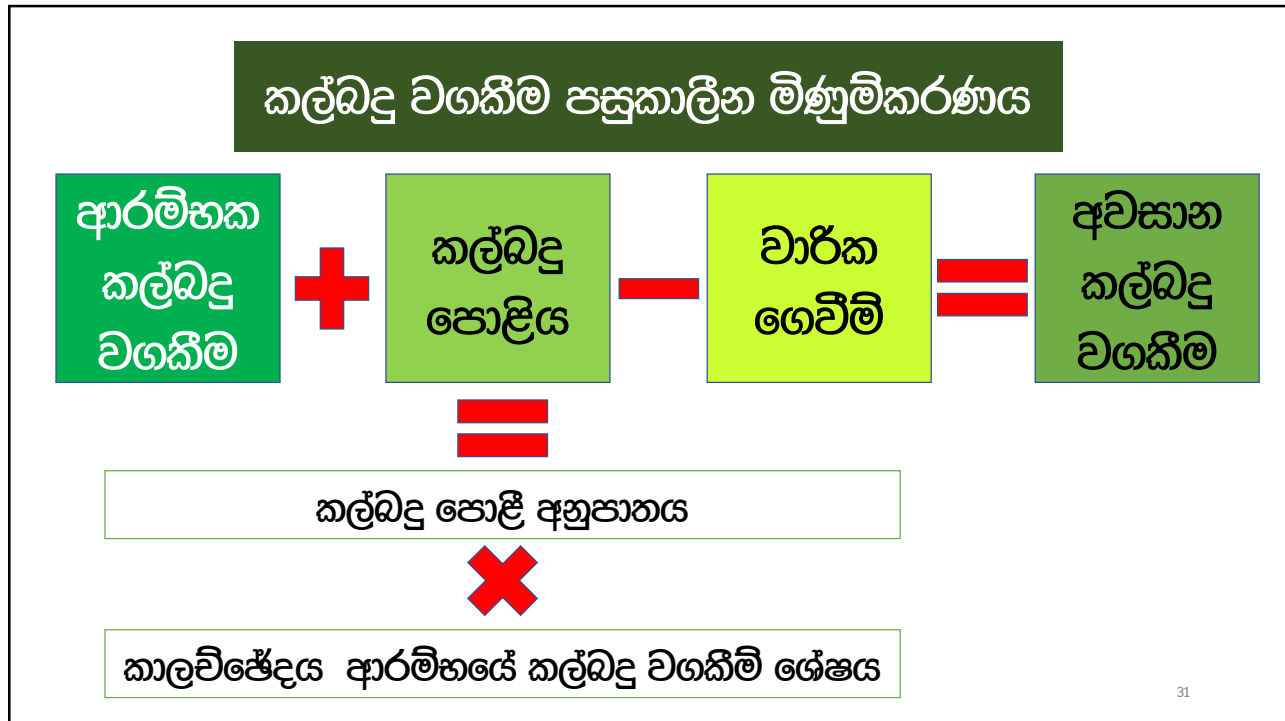 කල්බදු වගකීම පසුකාලීන මිණුම්කරණය
ආරම්භක
කල්බදු
වගකීම
කල්බදු
පොළිය
වාරික
ගෙවීම්
අවසාන
කල්බදු
වගකීම
කල්බදු පොළී අනුපාතය
කාලච්ඡේදය ආරම්භයේ කල්බදු වගකීම් ශේෂය
31